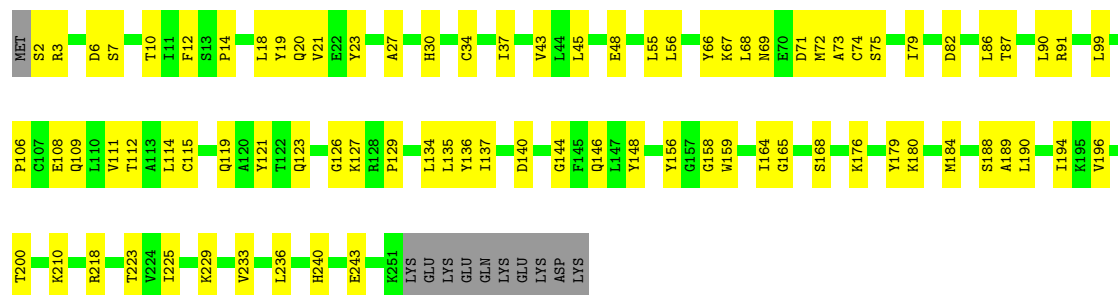 MET S2 R3 D6 S7 T10 I11 F12 S13 P14 L18 Y19 Q20 V21 E22 Y23 A27 H30 C34 I37 V43 L44 L45 E48 L55 L56 Y66 K67 L68 N69 E70 D71 M72 A73 C74 S75 I79 D82 L86 T87 L90 R91 L99
P106 C107 E108 Q109 L110 V111 T112 A113 L114 C115 Q119 A120 Y121 T122 Q123 G126 K127 R128 P129 L134 L135 Y136 I137 D140 G144 F145 Q146 L147 Y148 Y156 G157 G158 W159 I164 G165 S168 K176 Y179 K180 M184 S188 A189 L190 I194 K195 V196
T200 K210 R218 T223 V224 I225 K229 V233 L236 H240 E243 K251 LYS GLU LYS GLU GLN LYS GLU LYS ASP LYS